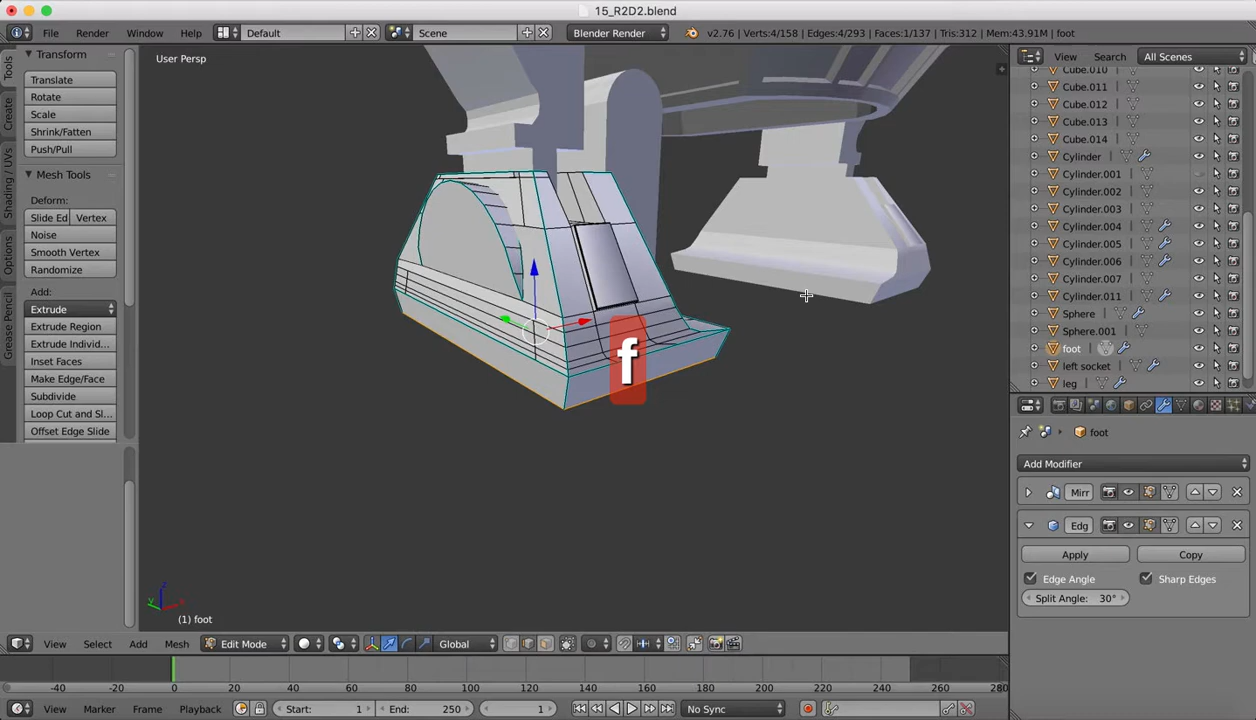 15_R2D2.blend
File Render Window Help Default Scene Blender Render v2.76 | Verts:4/158 | Edges:4/293 | Faces:1/137 | Tris:312 | Mem:43.91M | foot
Transform
Translate
Rotate
Scale
Shrink/Fatten
Push/Pull
Mesh Tools
Deform:
Slide Ed Vertex
Noise
Smooth Vertex
Randomize
Add:
Extrude
Extrude Region
Extrude Individ...
Inset Faces
Make Edge/Face
Subdivide
Loop Cut and Sl...
Offset Edge Slide
Tools
Create
Shading / UVs
Options
Grease Pencil
User Persp
f
z
y
x
(1) foot
View Search All Scenes
Cube.010
Cube.011
Cube.012
Cube.013
Cube.014
Cylinder
Cylinder.001
Cylinder.002
Cylinder.003
Cylinder.004
Cylinder.005
Cylinder.006
Cylinder.007
Cylinder.011
Sphere
Sphere.001
foot
left socket
leg
foot
Add Modifier
Mirr
Edg
Apply Copy
Edge Angle Sharp Edges
Split Angle: 30°
View Select Add Mesh Edit Mode Global
-40 -20 0 20 40 60 80 100 120 140 160 180 200 220 240 260 280
View Marker Frame Playback Start: 1 End: 250 1 No Sync